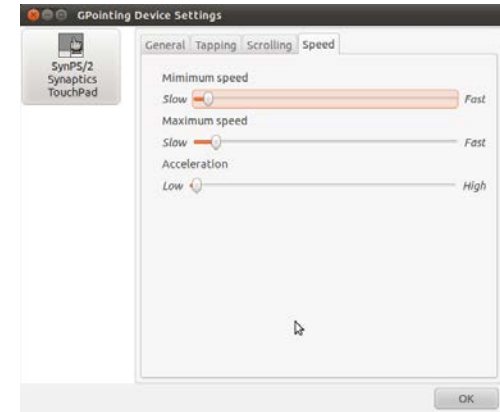 GPointing Device Settings
SynPS/2
Synaptics
TouchPad
General Tapping Scrolling Speed
Mimimum speed
Slow Fast
Maximum speed
Slow Fast
Acceleration
Low High
OK